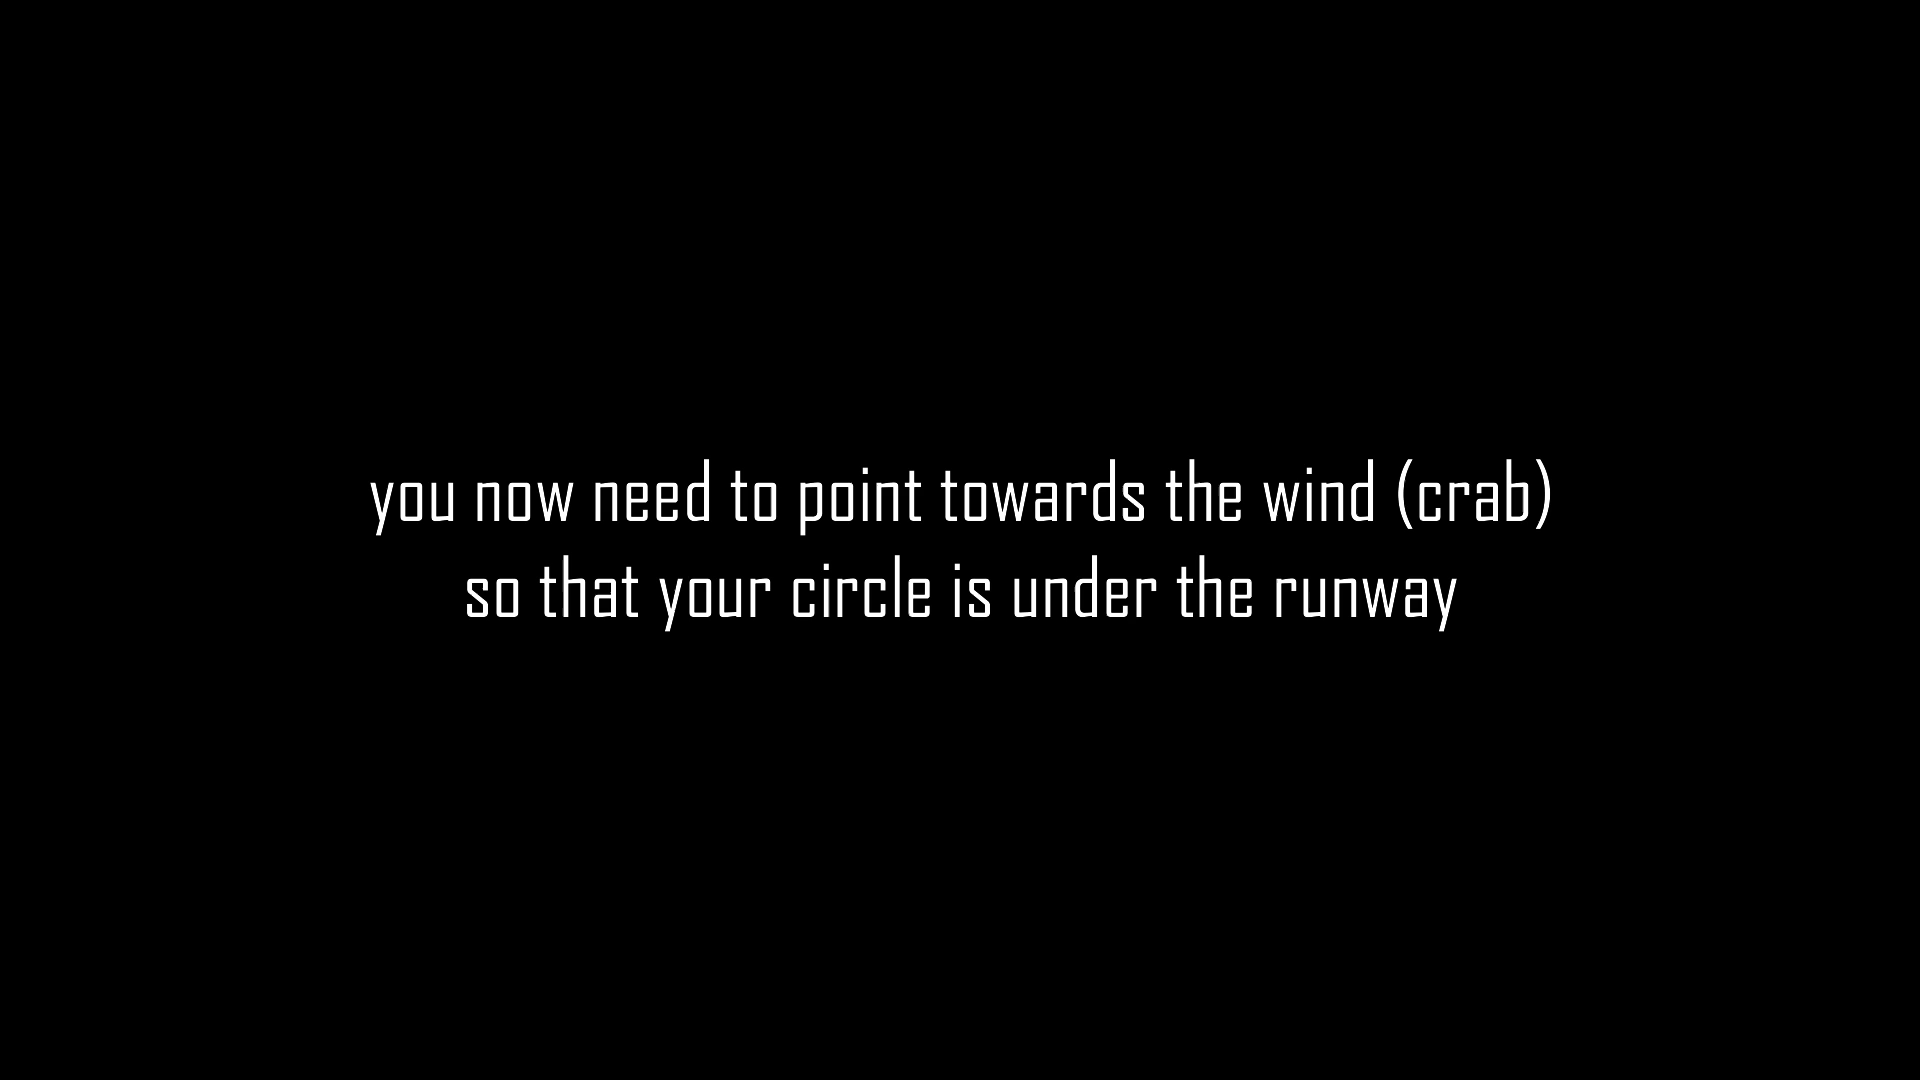 you now need to point towards the wind (crab)
so that your circle is under the runway